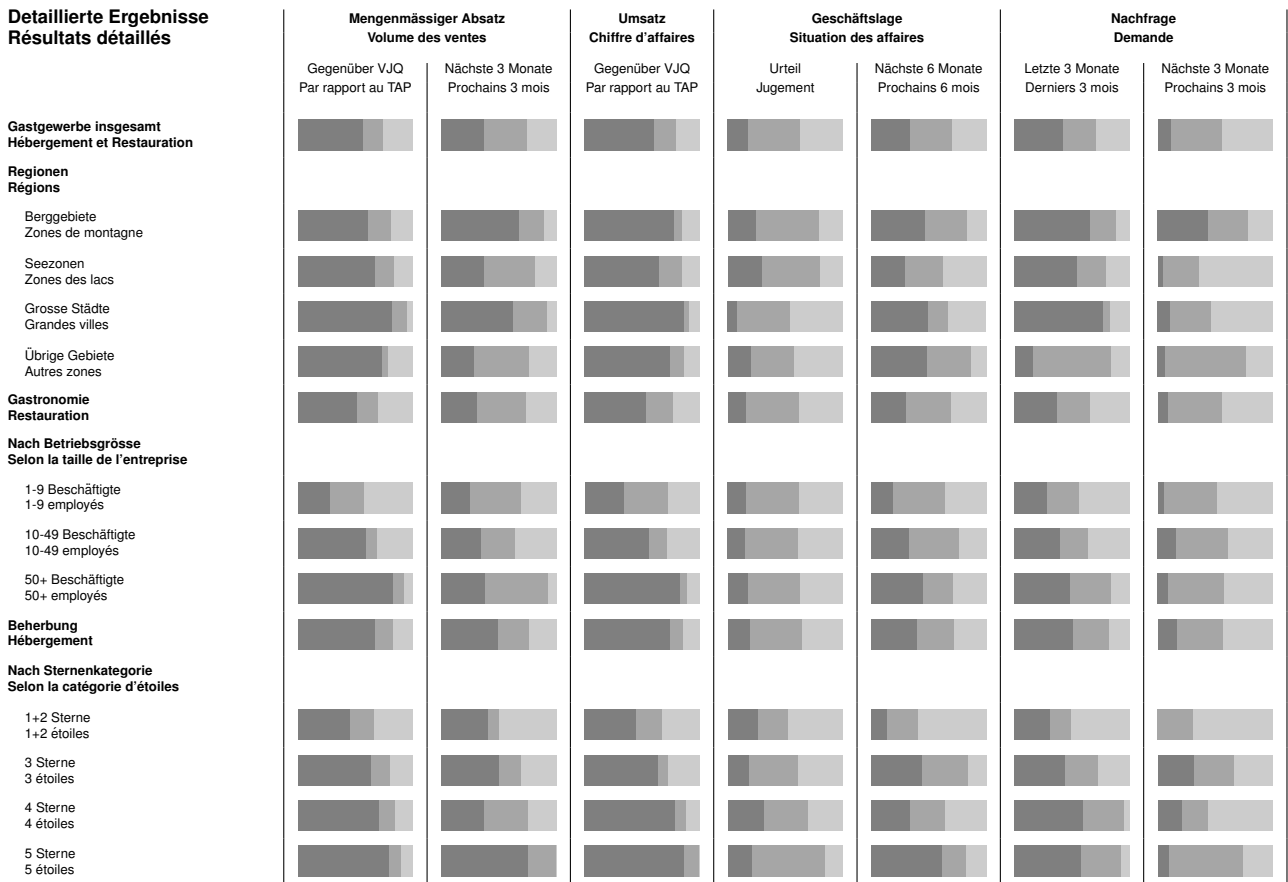 Detaillierte Ergebnisse
Résultats détaillés
Mengenmässiger Absatz
Volume des ventes
Umsatz
Chiffre d'affaires
Geschäftslage
Situation des affaires
Nachfrage
Demande
Gegenüber VJQ
Par rapport au TAP
Nächste 3 Monate
Prochains 3 mois
Gegenüber VJQ
Par rapport au TAP
Urteil
Jugement
Nächste 6 Monate
Prochains 6 mois
Letzte 3 Monate
Derniers 3 mois
Nächste 3 Monate
Prochains 3 mois
Gastgewerbe insgesamt
Hébergement et Restauration
Regionen
Régions
Berggebiete
Zones de montagne
Seezonen
Zones des lacs
Grosse Städte
Grandes villes
Übrige Gebiete
Autres zones
Gastronomie
Restauration
Nach Betriebsgrösse
Selon la taille de l'entreprise
1-9 Beschäftigte
1-9 employés
10-49 Beschäftigte
10-49 employés
50+ Beschäftigte
50+ employés
Beherbung
Hébergement
Nach Sternenkategorie
Selon la catégorie d'étoiles
1+2 Sterne
1+2 étoiles
3 Sterne
3 étoiles
4 Sterne
4 étoiles
5 Sterne
5 étoiles